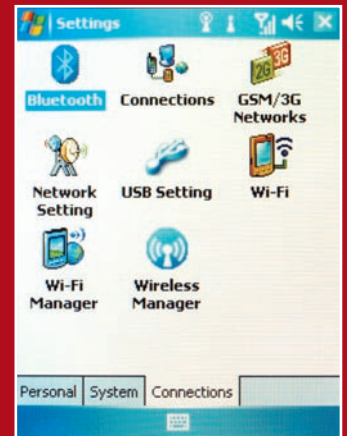 Settings
Bluetooth Connections GSM/3G
Networks
2G 3G
Network
Setting
USB Setting Wi-Fi
Wi-Fi
Manager
Wireless
Manager
Personal System Connections